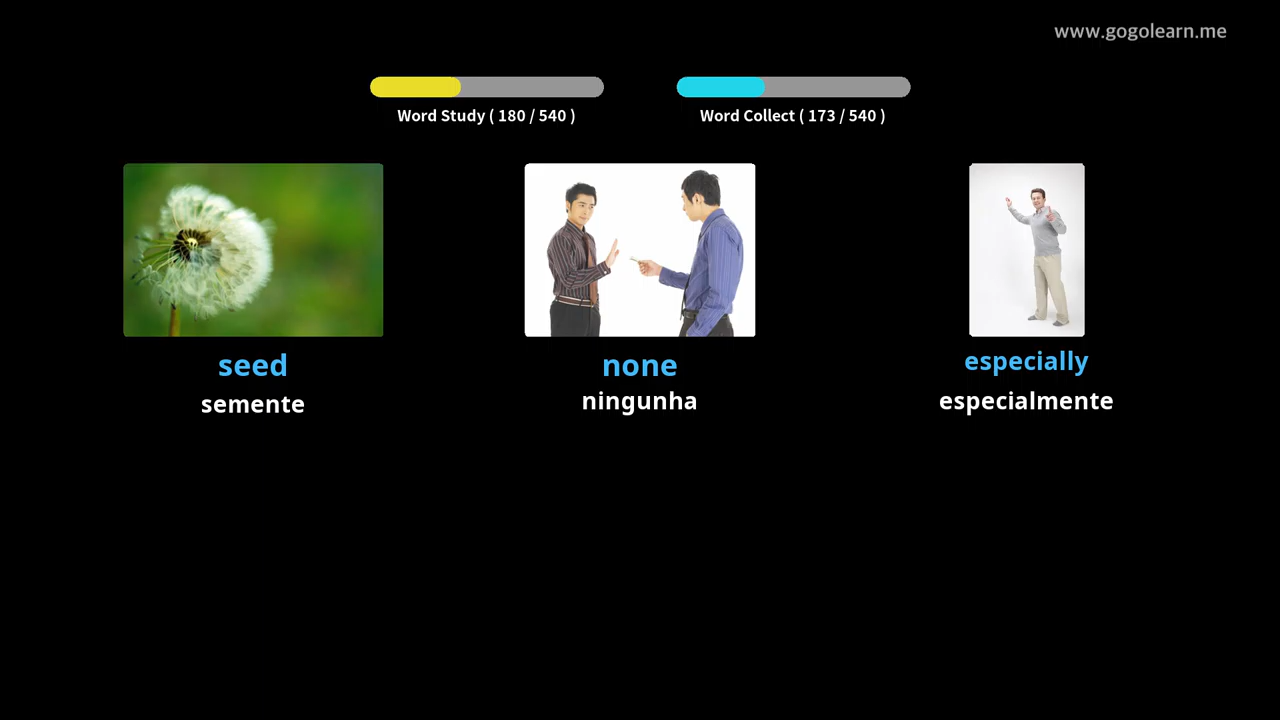 www.gogolearn.me
Word Study ( 180 / 540 )
Word Collect ( 173 / 540 )
seed
none
especially
semente
ningunha
especialmente